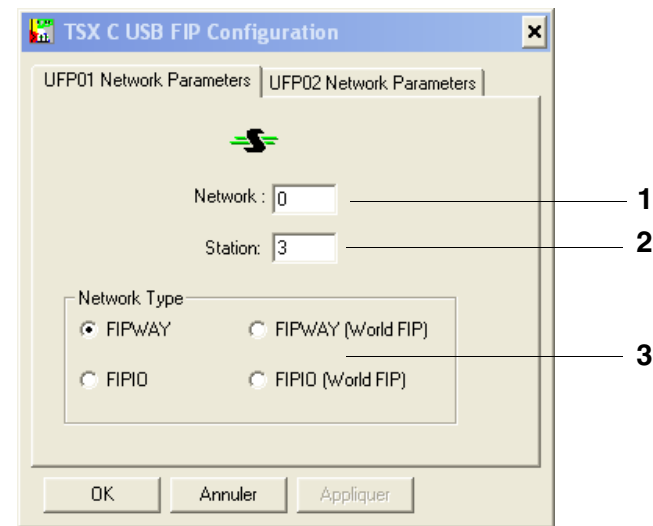 TSX C USB FIP Configuration
UFP01 Network Parameters UFP02 Network Parameters
Network : 0 1
Station: 3 2
Network Type
FIPWAY FIPWAY (World FIP)
3
FIPIO FIPIO (World FIP)
OK Annuler Appliquer